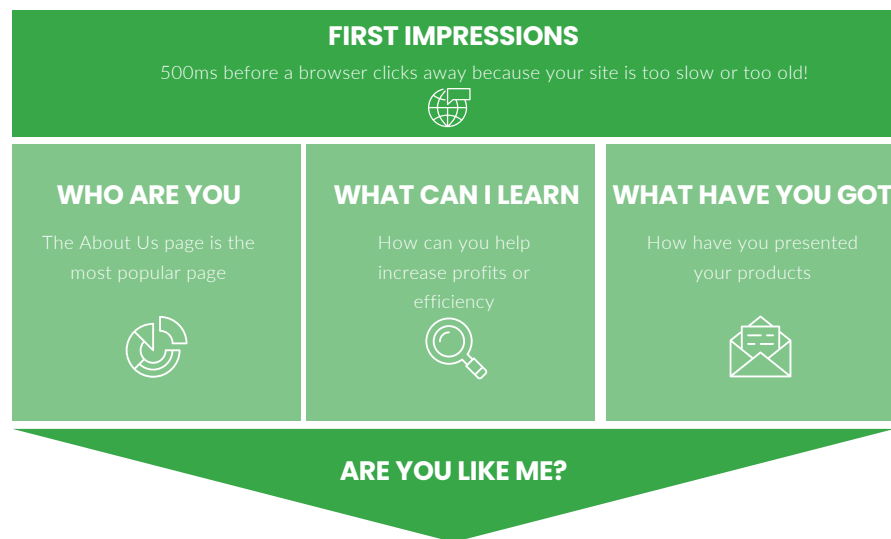 FIRST IMPRESSIONS
500ms before a browser clicks away because your site is too slow or too old!
WHO ARE YOU
The About Us page is the
most popular page
WHAT CAN I LEARN
How can you help
increase profits or
efficiency
WHAT HAVE YOU GOT
How have you presented
your products
ARE YOU LIKE ME?